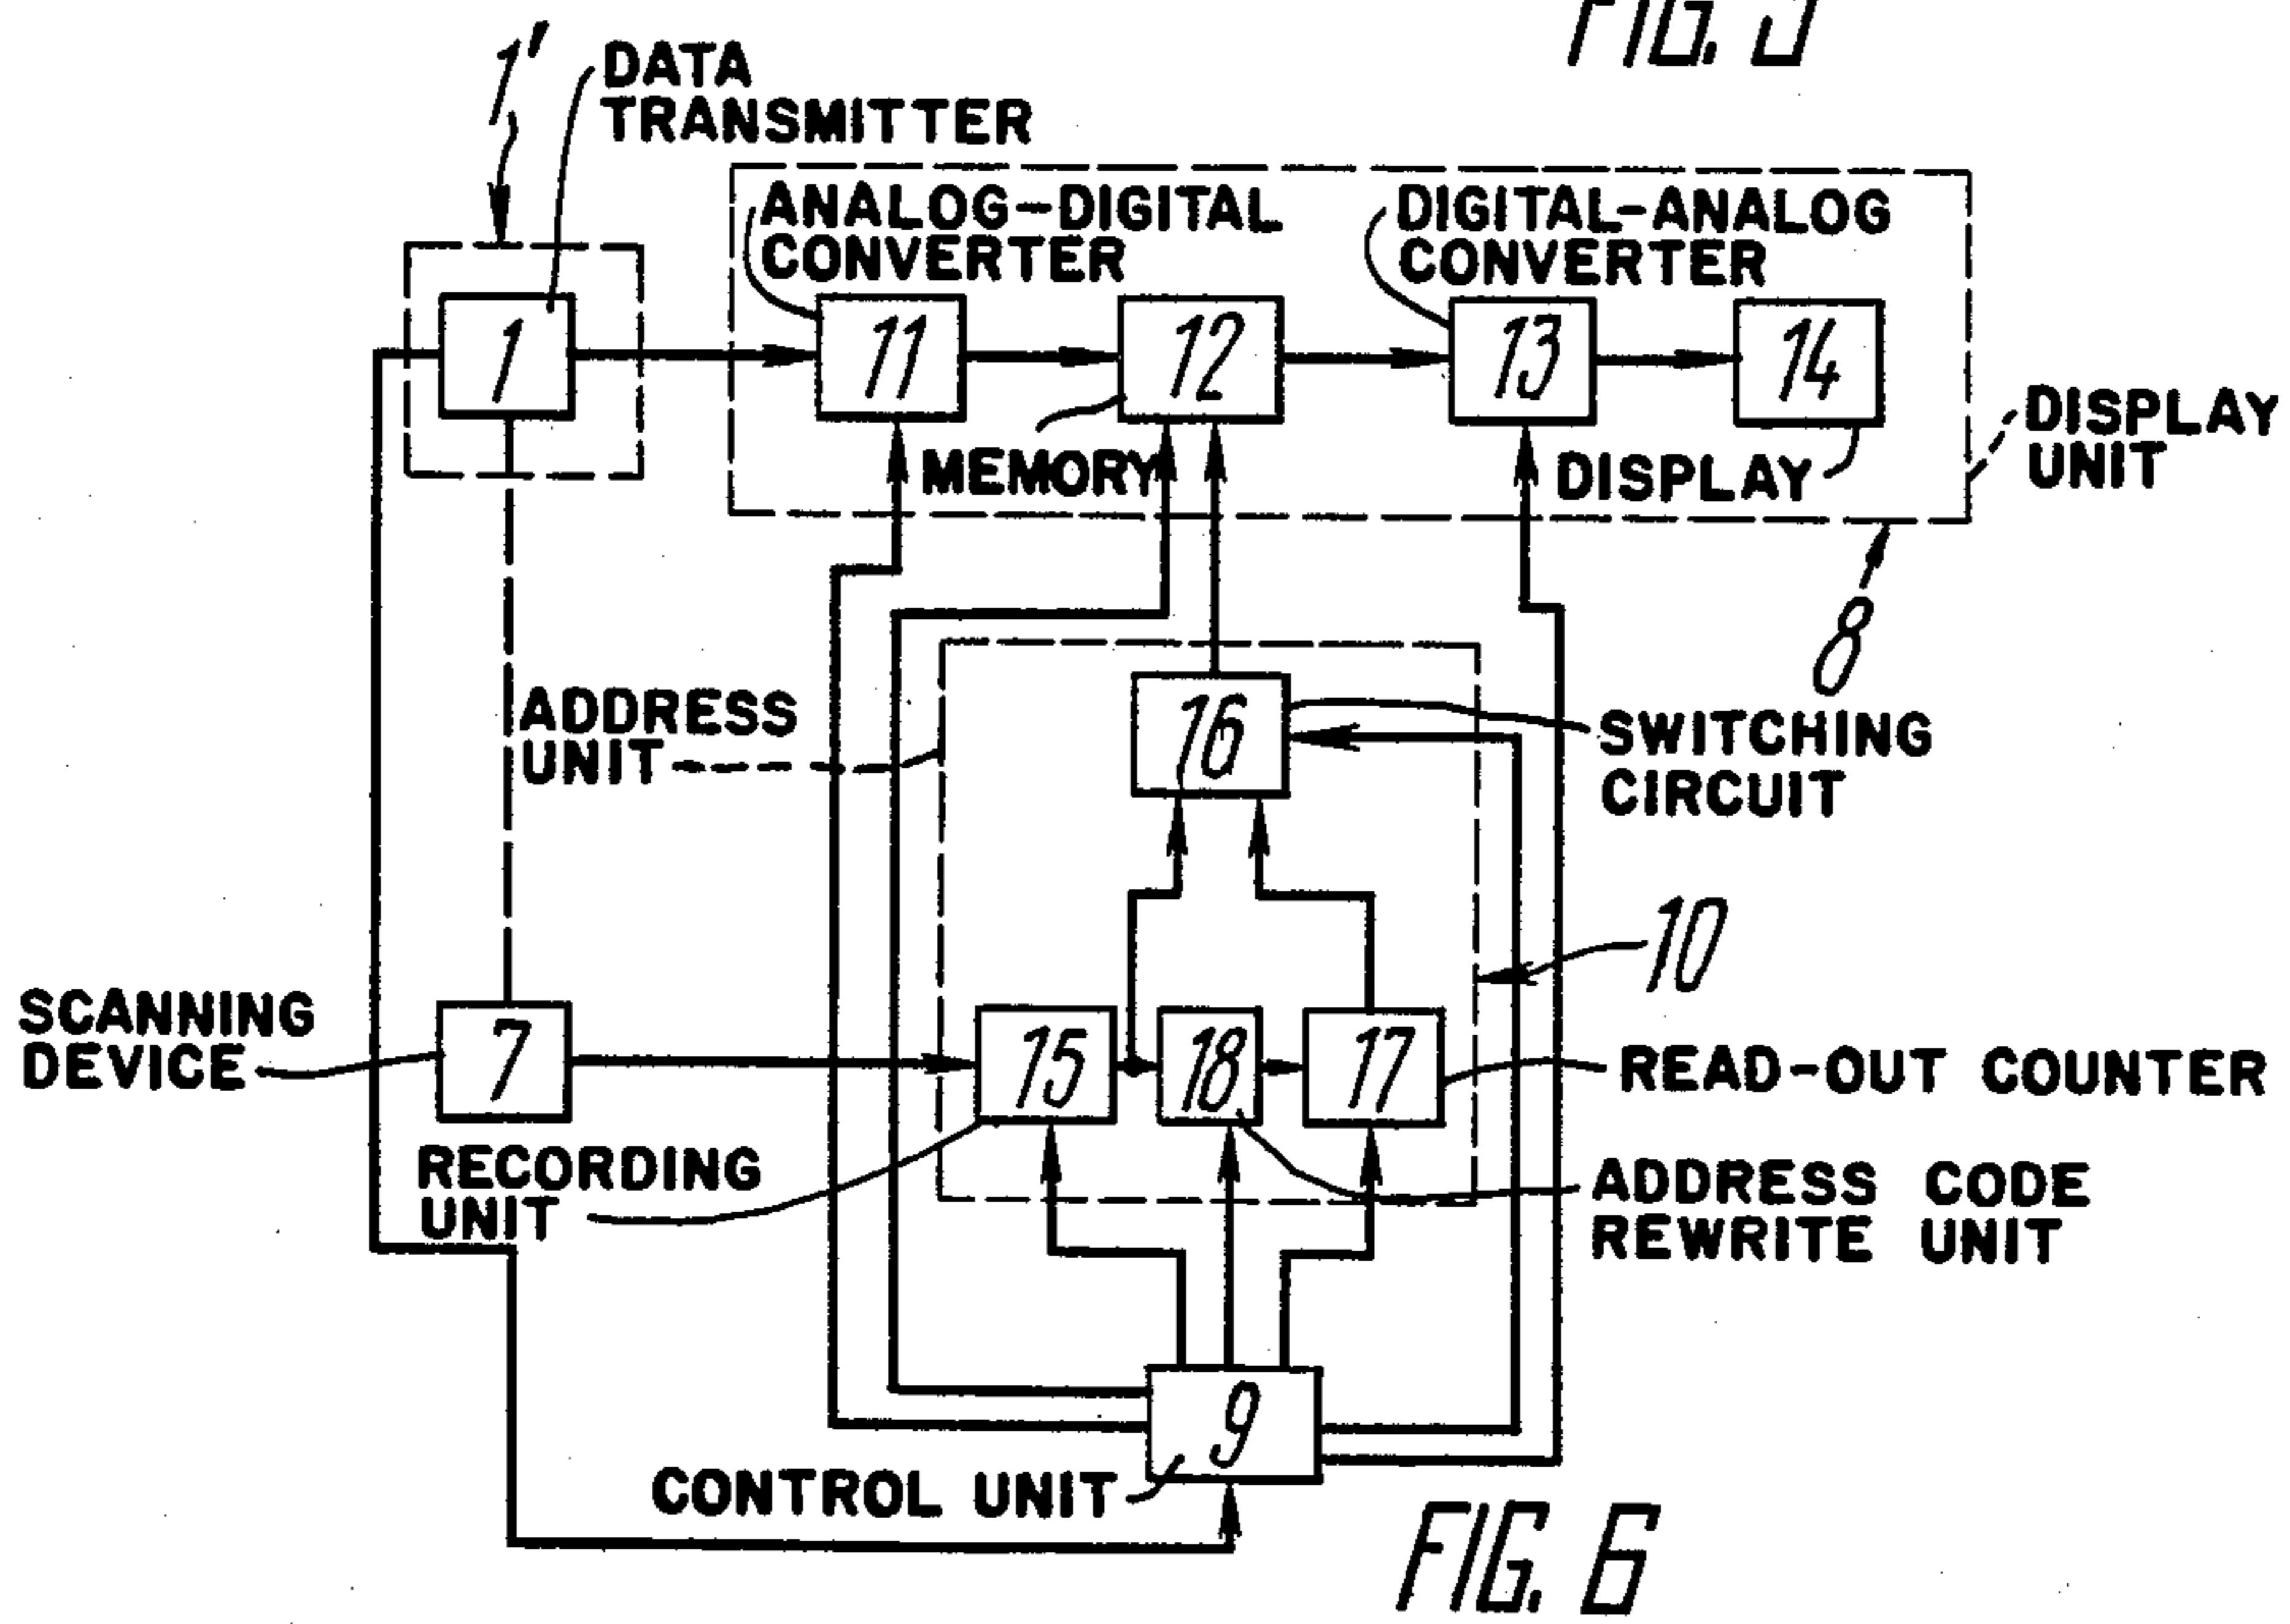 FIG. 5
1'
DATA
TRANSMITTER
ANALOG-DIGITAL
CONVERTER
DIGITAL-ANALOG
CONVERTER
1
11
12
13
14
MEMORY
DISPLAY
DISPLAY
UNIT
8
ADDRESS
UNIT
16
SWITCHING
CIRCUIT
10
SCANNING
DEVICE
7
15
18
17
READ-OUT COUNTER
RECORDING
UNIT
ADDRESS CODE
REWRITE UNIT
9
CONTROL UNIT
FIG. 6